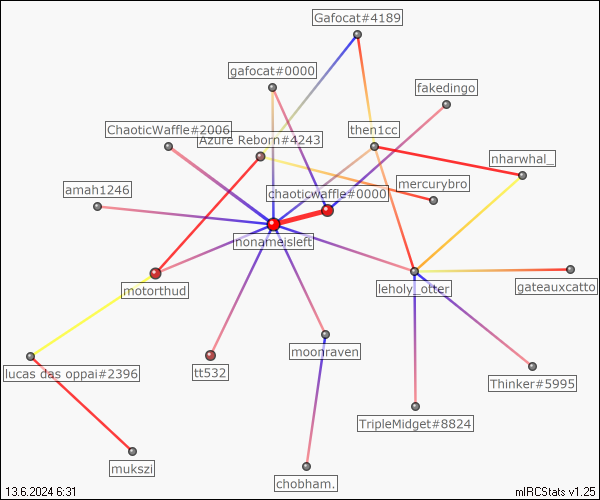 Gafocat#4189
gafocat#0000
fakedingo
ChaoticWaffle#2006
Azure Reborn#4243
then1cc
nharwhal_
amah1246
chaoticwaffle#0000
mercurybro
nonameisleft
motorthud
leholy_otter
gateauxcatto
moonraven
lucas das oppai#2396
tt532
Thinker#5995
TripleMidget#8824
mukszi
chobham.
13.6.2024 6:31
mIRCStats v1.25